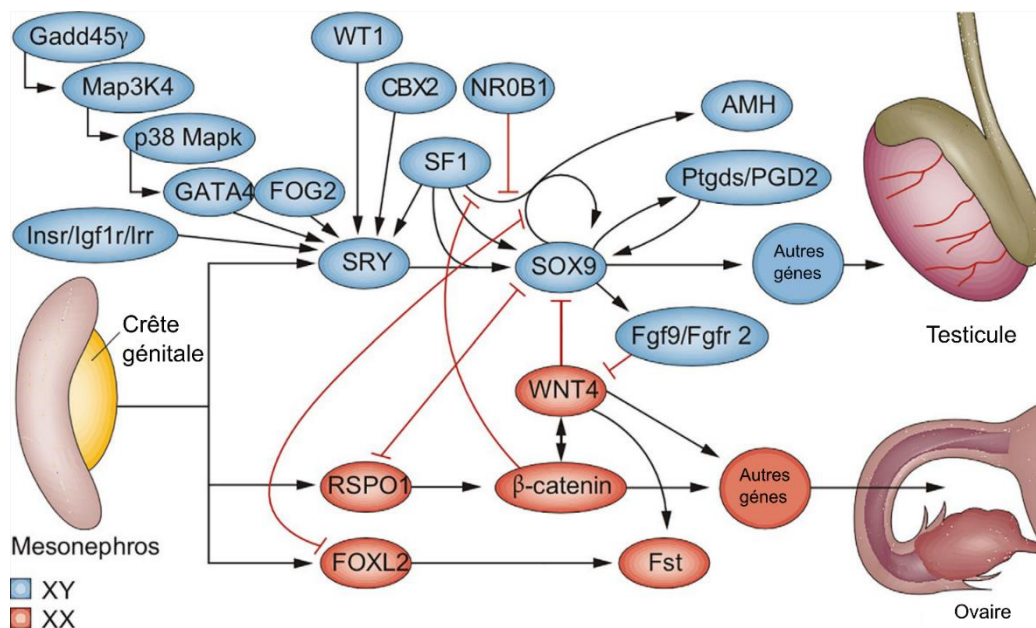 Gadd45γ
WT1
Map3K4
CBX2
NR0B1
AMH
p38 Mapk
SF1
Ptgds/PGD2
GATA4
FOG2
Insr/Igf1r/Irr
SRY
SOX9
Autres
génes
Crête
génitale
Fgf9/Fgfr 2
Testicule
WNT4
RSPO1
β-catenin
Autres
génes
Mesonephros
FOXL2
Fst
XY
XX
Ovaire